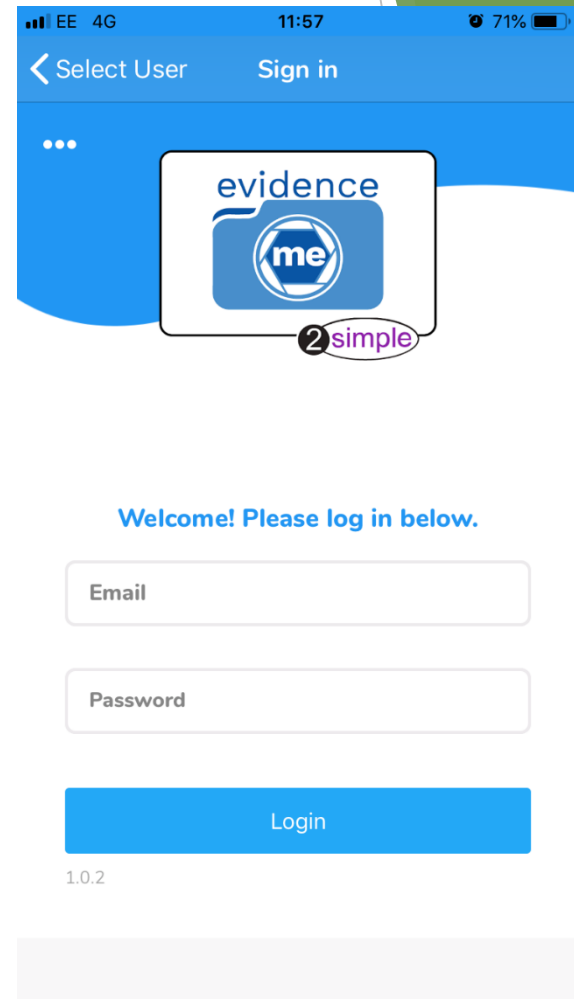 EE 4G 11:57 71%
Select User Sign in
evidence
me
2simple
Welcome! Please log in below.
Email
Password
Login
1.0.2